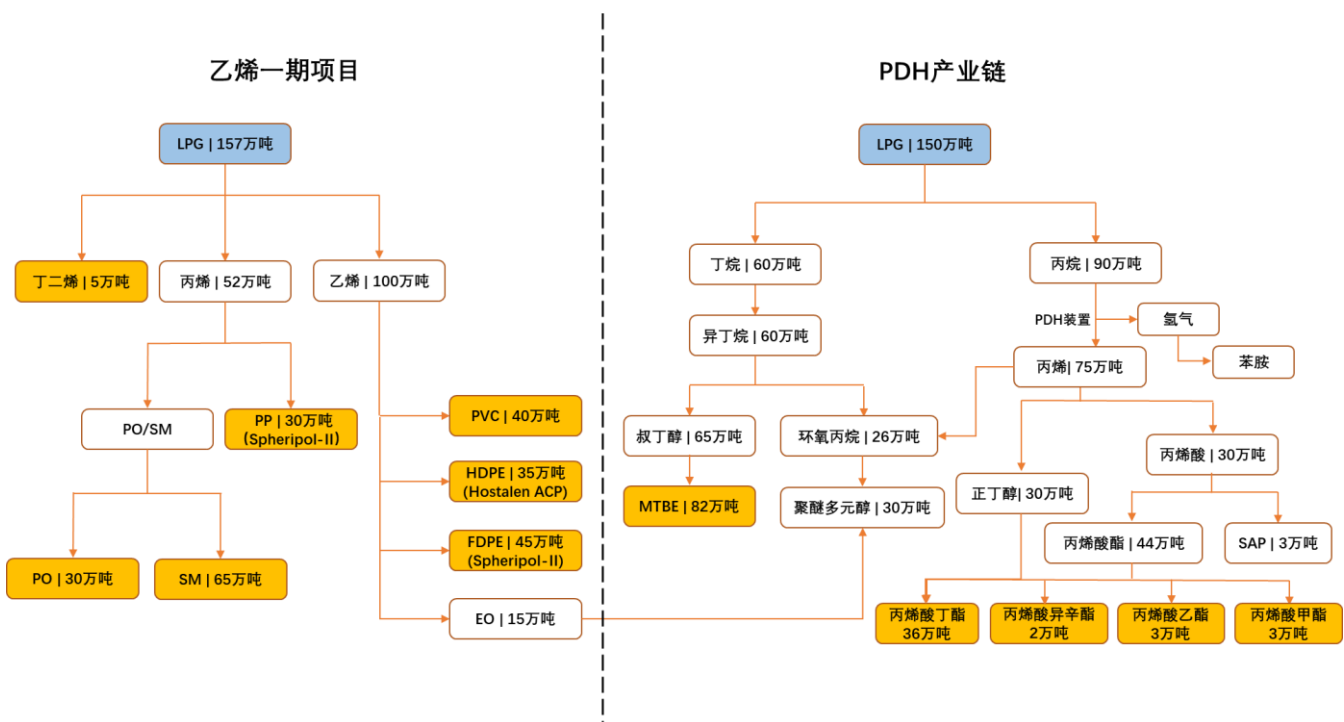 乙烯一期项目
LPG | 157万吨
丁二烯 | 5万吨
丙烯 | 52万吨
乙烯 | 100万吨
PO/SM
PP | 30万吨
(Spheripol-II)
PVC | 40万吨
HDPE | 35万吨
(Hostalen ACP)
FDPE | 45万吨
(Spheripol-II)
PO | 30万吨
SM | 65万吨
EO | 15万吨
PDH产业链
LPG | 150万吨
丁烷 | 60万吨
丙烷 | 90万吨
PDH装置
氢气
异丁烷 | 60万吨
丙烯| 75万吨
苯胺
叔丁醇 | 65万吨
环氧丙烷 | 26万吨
丙烯酸 | 30万吨
MTBE | 82万吨
聚醚多元醇 | 30万吨
正丁醇| 30万吨
丙烯酸酯 | 44万吨
SAP | 3万吨
丙烯酸丁酯
36万吨
丙烯酸异辛酯
2万吨
丙烯酸乙酯
3万吨
丙烯酸甲酯
3万吨